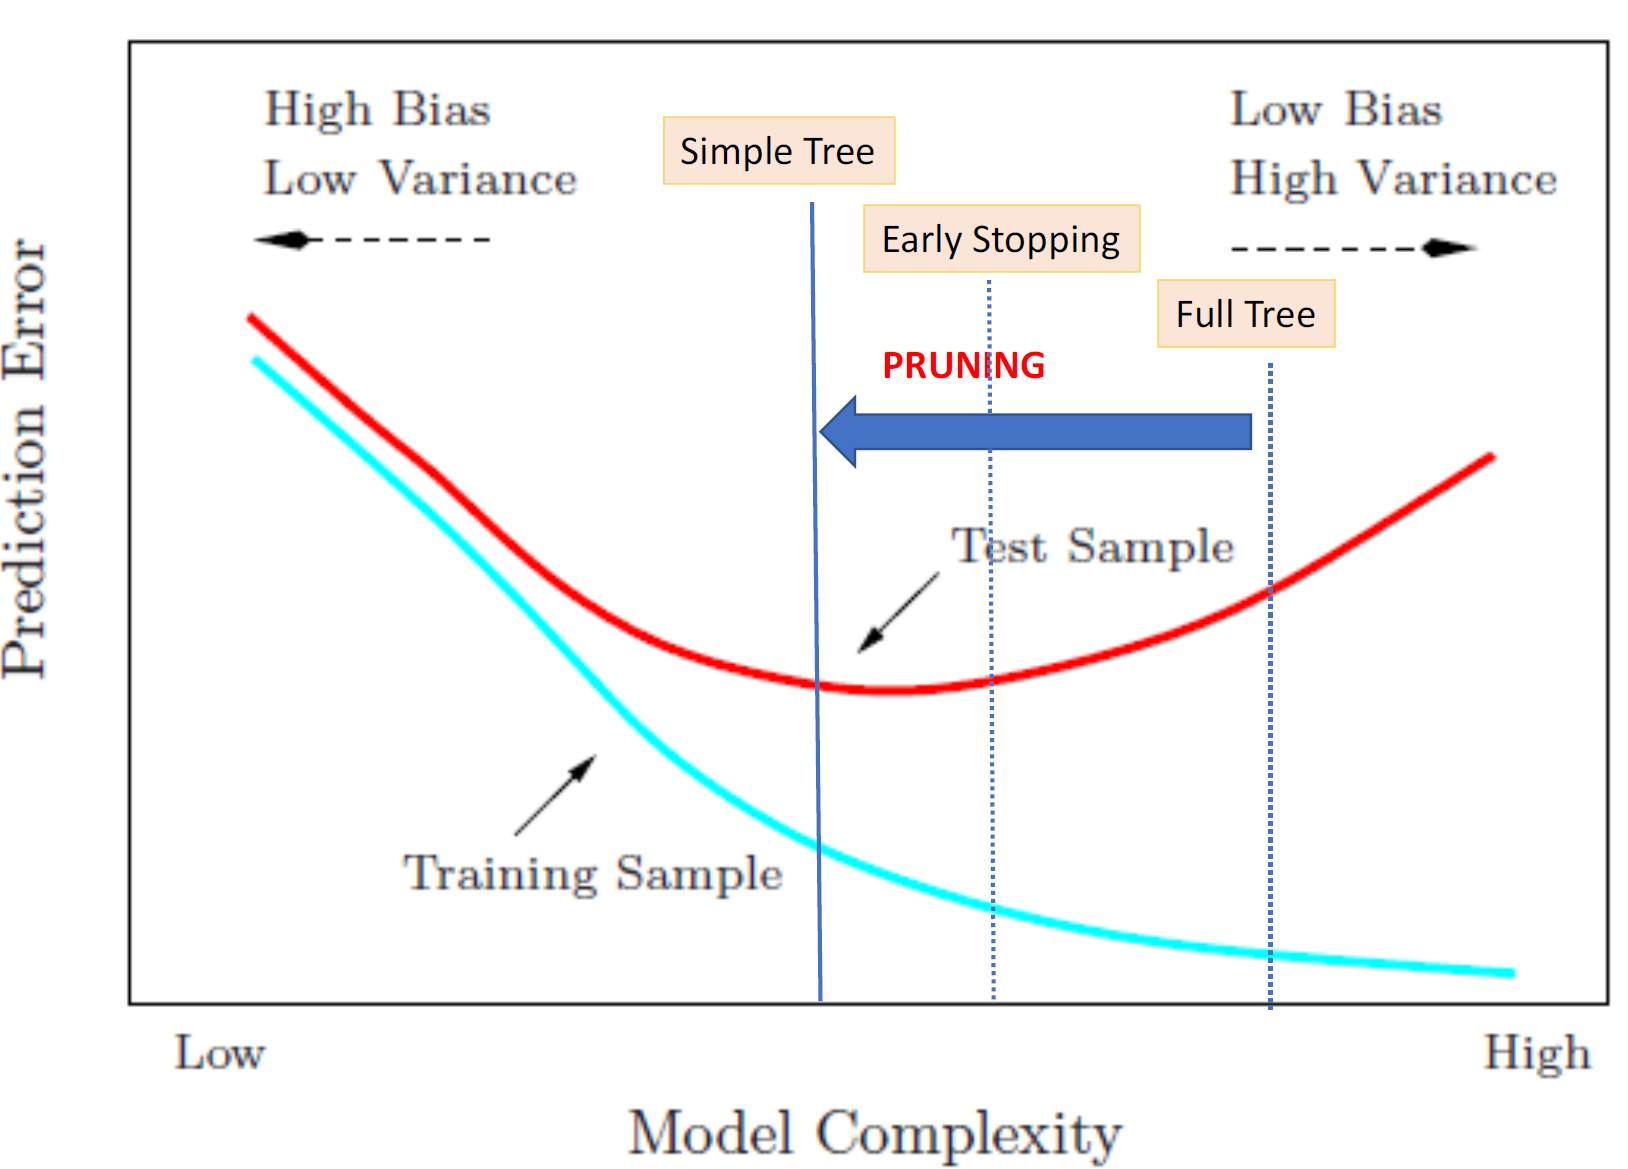 High Bias
Low Variance
Low Bias
High Variance
Simple Tree
Early Stopping
Full Tree
PRUNING
Test Sample
Training Sample
Prediction Error
Low
High
Model Complexity